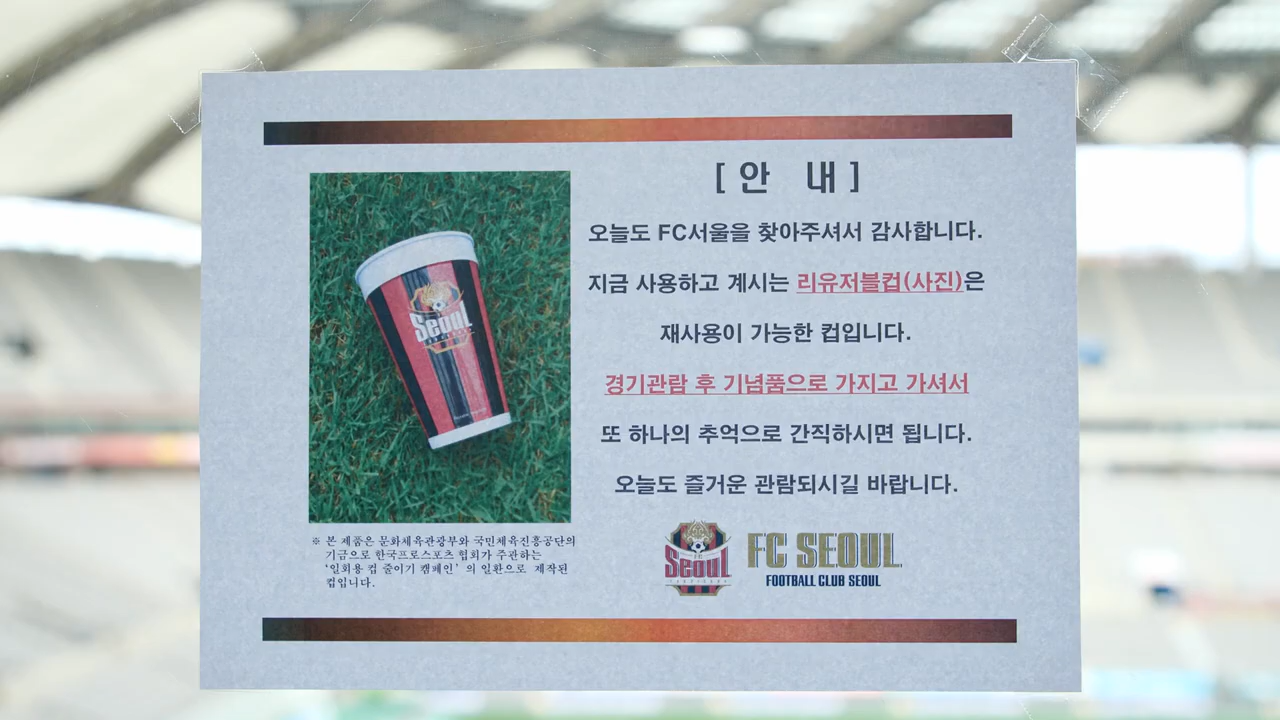 [ 안 내 ]
오늘도 FC서울을 찾아주셔서 감사합니다.
지금 사용하고 계시는 리유저블컵(사진)은
재사용이 가능한 컵입니다.
경기관람 후 기념품으로 가지고 가셔서
또 하나의 추억으로 간직하시면 됩니다.
오늘도 즐거운 관람되시길 바랍니다.
Seoul
※ 본 제품은 문화체육관광부와 국민체육진흥공단의
기금으로 한국프로스포츠 협회가 주관하는
'일회용 컵 줄이기 캠페인' 의 일환으로 제작된
컵입니다.
FC
Seoul
FC SEOUL
FOOTBALL CLUB SEOUL